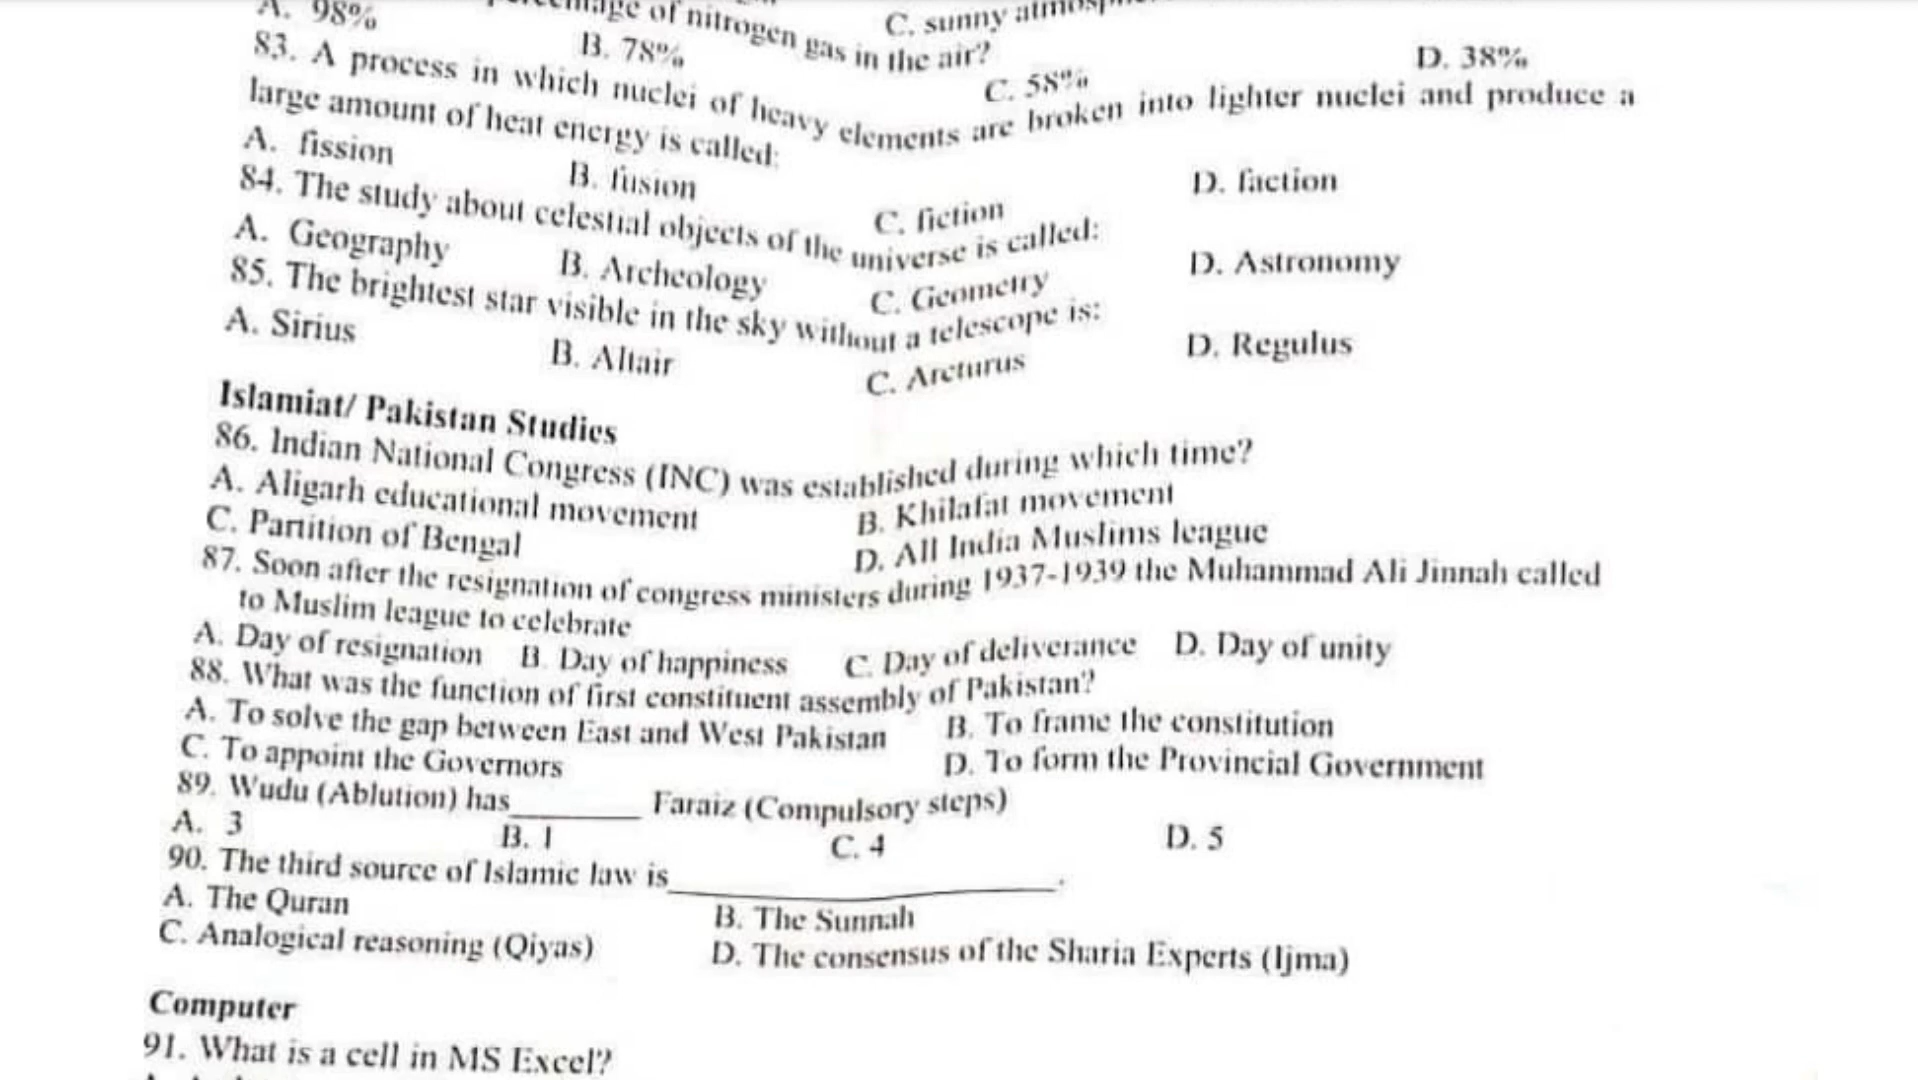 C. sunny
of nitrogen gas in the air?
A. 98% B. 78% C. 58% D. 38%
83. A process in which nuclei of heavy elements are broken into lighter nuclei and produce a
large amount of heat energy is called:
A. fission B. fusion C. fiction D. faction
84. The study about celestial objects of the universe is called:
A. Geography B. Archeology C. Geometry D. Astronomy
85. The brightest star visible in the sky without a telescope is:
A. Sirius B. Altair C. Arcturus D. Regulus
Islamiat/ Pakistan Studies
86. Indian National Congress (INC) was established during which time?
A. Aligarh educational movement B. Khilafat movement
C. Partition of Bengal D. All India Muslims league
87. Soon after the resignation of congress ministers during 1937-1939 the Muhammad Ali Jinnah called
to Muslim league to celebrate
A. Day of resignation B. Day of happiness C. Day of deliverance D. Day of unity
88. What was the function of first constituent assembly of Pakistan?
A. To solve the gap between East and West Pakistan B. To frame the constitution
C. To appoint the Governors D. To form the Provincial Government
89. Wudu (Ablution) has_______ Faraiz (Compulsory steps)
A. 3 B. 1 C. 4 D. 5
90. The third source of Islamic law is_____________________.
A. The Quran B. The Sunnah
C. Analogical reasoning (Qiyas) D. The consensus of the Sharia Experts (Ijma)
Computer
91. What is a cell in MS Excel?